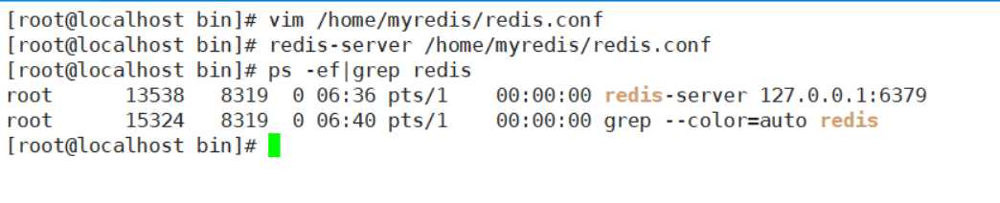 [root@localhost bin]# vim /home/myredis/redis.conf
[root@localhost bin]# redis-server /home/myredis/redis.conf
[root@localhost bin]# ps -ef|grep redis
root      13538   8319  0 06:36 pts/1    00:00:00 redis-server 127.0.0.1:6379
root      15324   8319  0 06:40 pts/1    00:00:00 grep --color=auto redis
[root@localhost bin]#